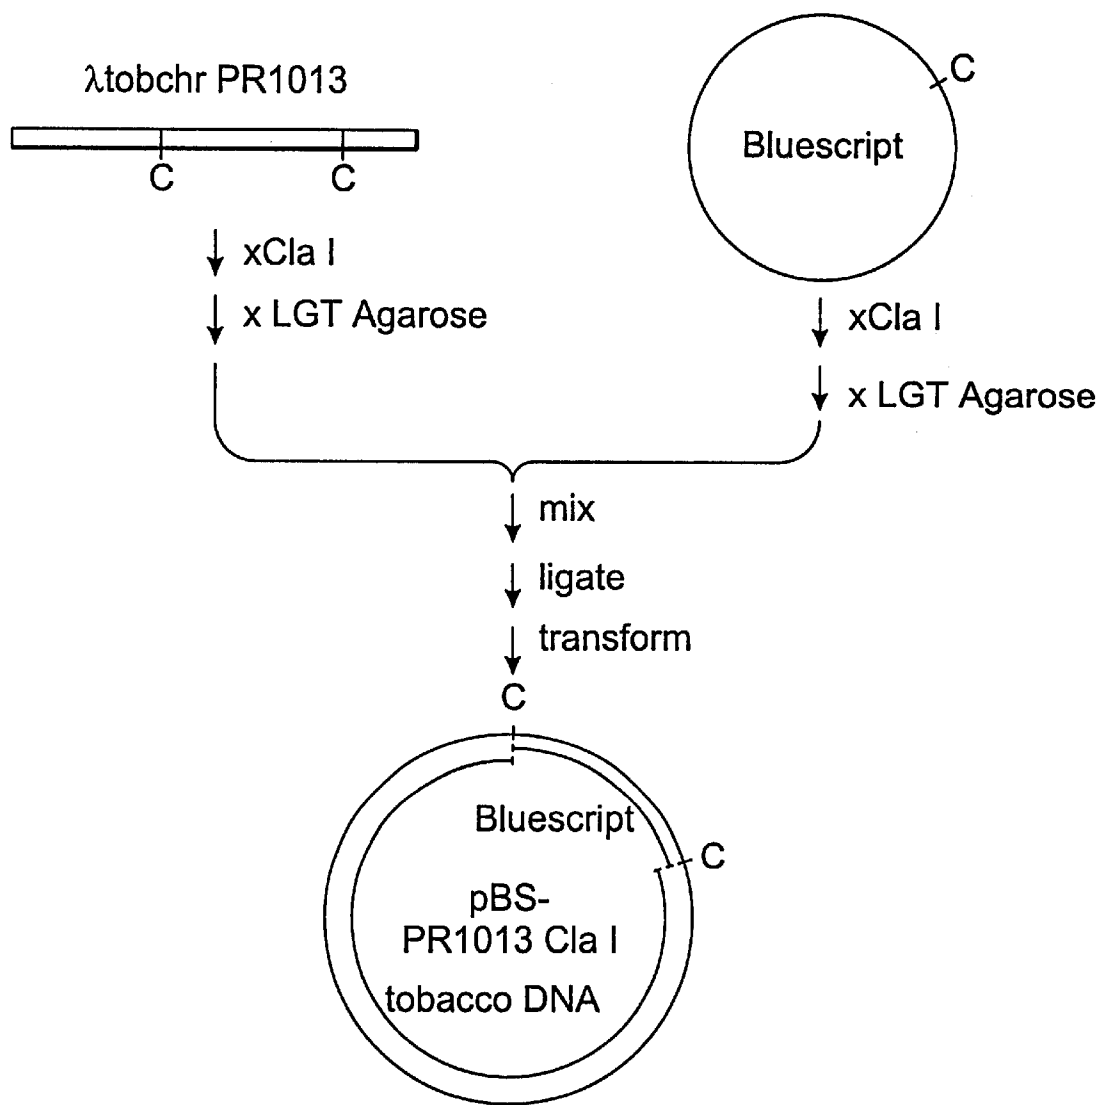 λtobchr PR1013
C
C
C
Bluescript
xCla I
x LGT Agarose
xCla I
x LGT Agarose
mix
ligate
transform
C
Bluescript
C
pBS-
PR1013 Cla I
tobacco DNA